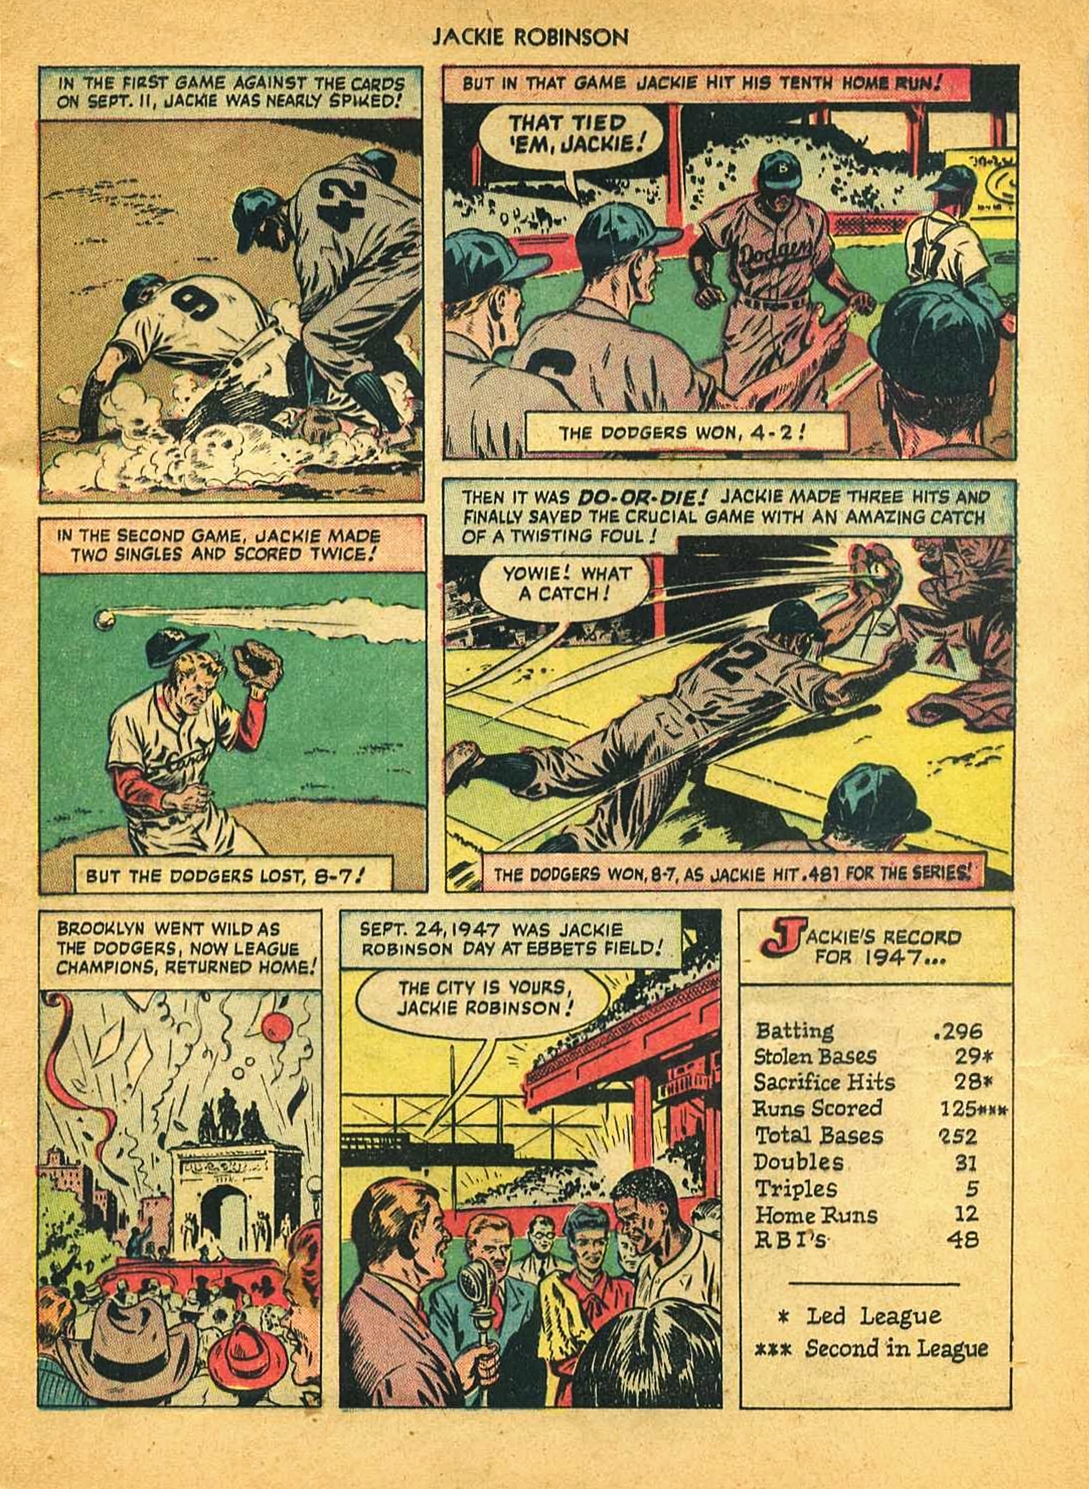 JACKIE ROBINSON
IN THE FIRST GAME AGAINST THE CARDS
ON SEPT. 11, JACKIE WAS NEARLY SPIKED!
9
42
BUT IN THAT GAME JACKIE HIT HIS TENTH HOME RUN!
THAT TIED
'EM, JACKIE!
B
Dodgers
THE DODGERS WON, 4-2!
IN THE SECOND GAME, JACKIE MADE
TWO SINGLES AND SCORED TWICE!
Cardi
BUT THE DODGERS LOST, 8-7!
THEN IT WAS DO-OR-DIE! JACKIE MADE THREE HITS AND
FINALLY SAVED THE CRUCIAL GAME WITH AN AMAZING CATCH
OF A TWISTING FOUL!
YOWIE! WHAT
A CATCH!
THE DODGERS WON, 8-7, AS JACKIE HIT .481 FOR THE SERIES!
BROOKLYN WENT WILD AS
THE DODGERS, NOW LEAGUE
CHAMPIONS, RETURNED HOME!
SEPT. 24, 1947 WAS JACKIE
ROBINSON DAY AT EBBETS FIELD!
THE CITY IS YOURS,
JACKIE ROBINSON!
JACKIE'S RECORD
FOR 1947...
Batting .296
Stolen Bases 29*
Sacrifice Hits 28*
Runs Scored 125***
Total Bases 252
Doubles 31
Triples 5
Home Runs 12
RBI's 48
* Led League
*** Second in League